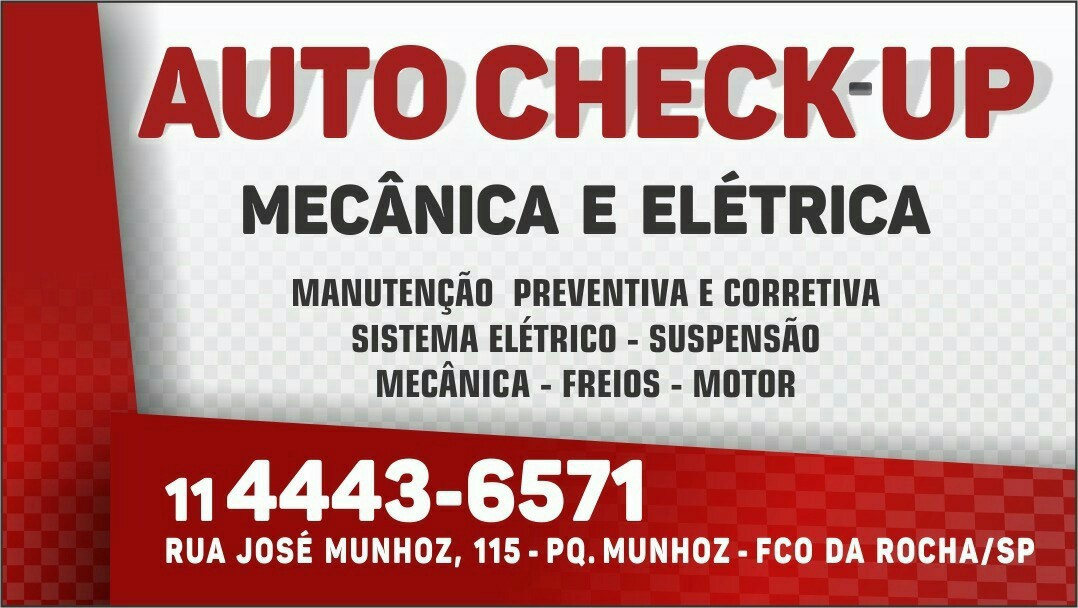 AUTO CHECK-UP
MECÂNICA E ELÉTRICA
MANUTENÇÃO PREVENTIVA E CORRETIVA
SISTEMA ELÉTRICO - SUSPENSÃO
MECÂNICA - FREIOS - MOTOR
11 4443-6571
RUA JOSÉ MUNHOZ, 115 - PQ. MUNHOZ - FCO DA ROCHA/SP